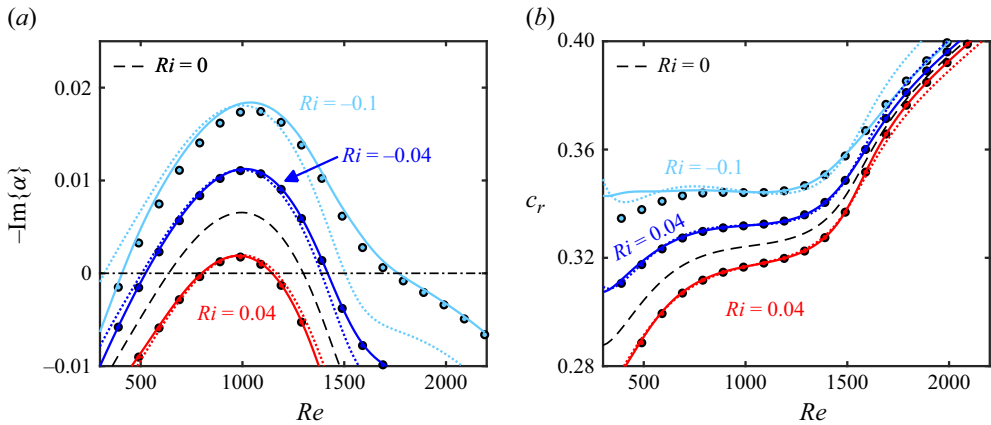 (a)
Ri = 0
0.02
Ri = –0.1
Ri = –0.04
0.01
–Im{α}
0
Ri = 0.04
–0.01
500
1000
1500
2000
Re
(b)
0.40
Ri = 0
0.36
Ri = –0.1
c_r
Ri = 0.04
0.32
Ri = 0.04
0.28
500
1000
1500
2000
Re